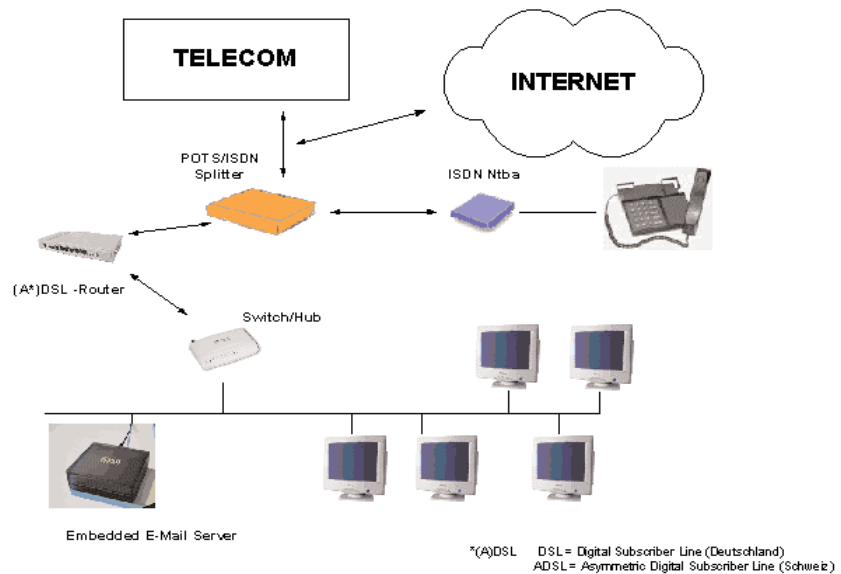 TELECOM
INTERNET
POTS/ISDN
Splitter
ISDN Ntba
(A*)DSL -Router
Switch/Hub
Embedded E-Mail Server
*(A)DSL DSL = Digital Subscriber Line (Deutschland)
ADSL = Asymmetric Digital Subscriber Line (Schweiz)